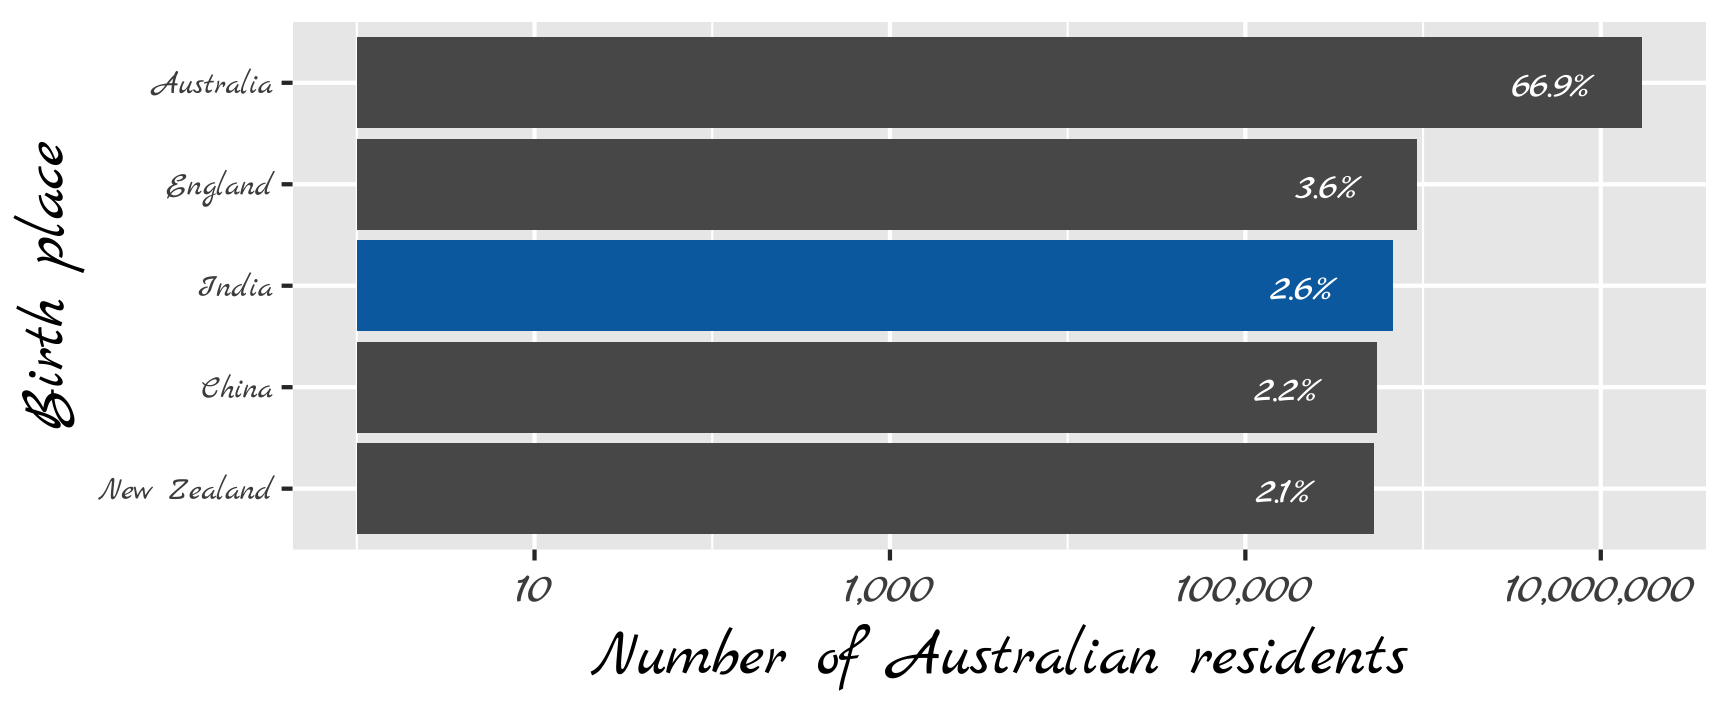 Australia
66.9%
England
3.6%
India
2.6%
China
2.2%
New Zealand
2.1%
Birth place
10
1,000
100,000
10,000,000
Number of Australian residents